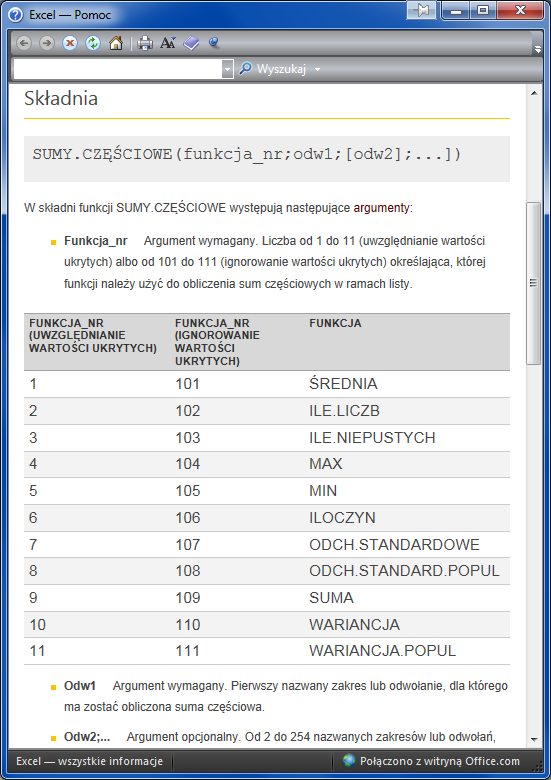 Excel — Pomoc
Wyszukaj
Składnia
SUMY.CZĘŚCIOWE(funkcja_nr;odw1;[odw2];...])
W składni funkcji SUMY.CZĘŚCIOWE występują następujące argumenty:
Funkcja_nr Argument wymagany. Liczba od 1 do 11 (uwzględnianie wartości
ukrytych) albo od 101 do 111 (ignorowanie wartości ukrytych) określająca, której
funkcji należy użyć do obliczenia sum częściowych w ramach listy.
FUNKCJA_NR (UWZGLĘDNIANIE WARTOŚCI UKRYTYCH) FUNKCJA_NR (IGNOROWANIE WARTOŚCI UKRYTYCH) FUNKCJA
1 101 ŚREDNIA
2 102 ILE.LICZB
3 103 ILE.NIEPUSTYCH
4 104 MAX
5 105 MIN
6 106 ILOCZYN
7 107 ODCH.STANDARDOWE
8 108 ODCH.STANDARD.POPUL
9 109 SUMA
10 110 WARIANCJA
11 111 WARIANCJA.POPUL
Odw1 Argument wymagany. Pierwszy nazwany zakres lub odwołanie, dla którego
ma zostać obliczona suma częściowa.
Odw2;... Argument opcjonalny. Od 2 do 254 nazwanych zakresów lub odwołań,
Excel — wszystkie informacje
Połączono z witryną Office.com